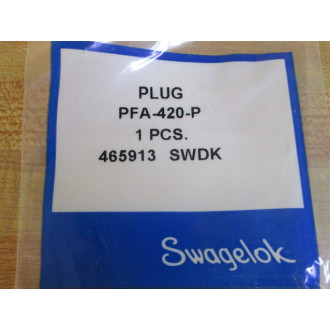 PLUG
PFA-420-P
1 PCS.
465913 SWDK
Swagelok